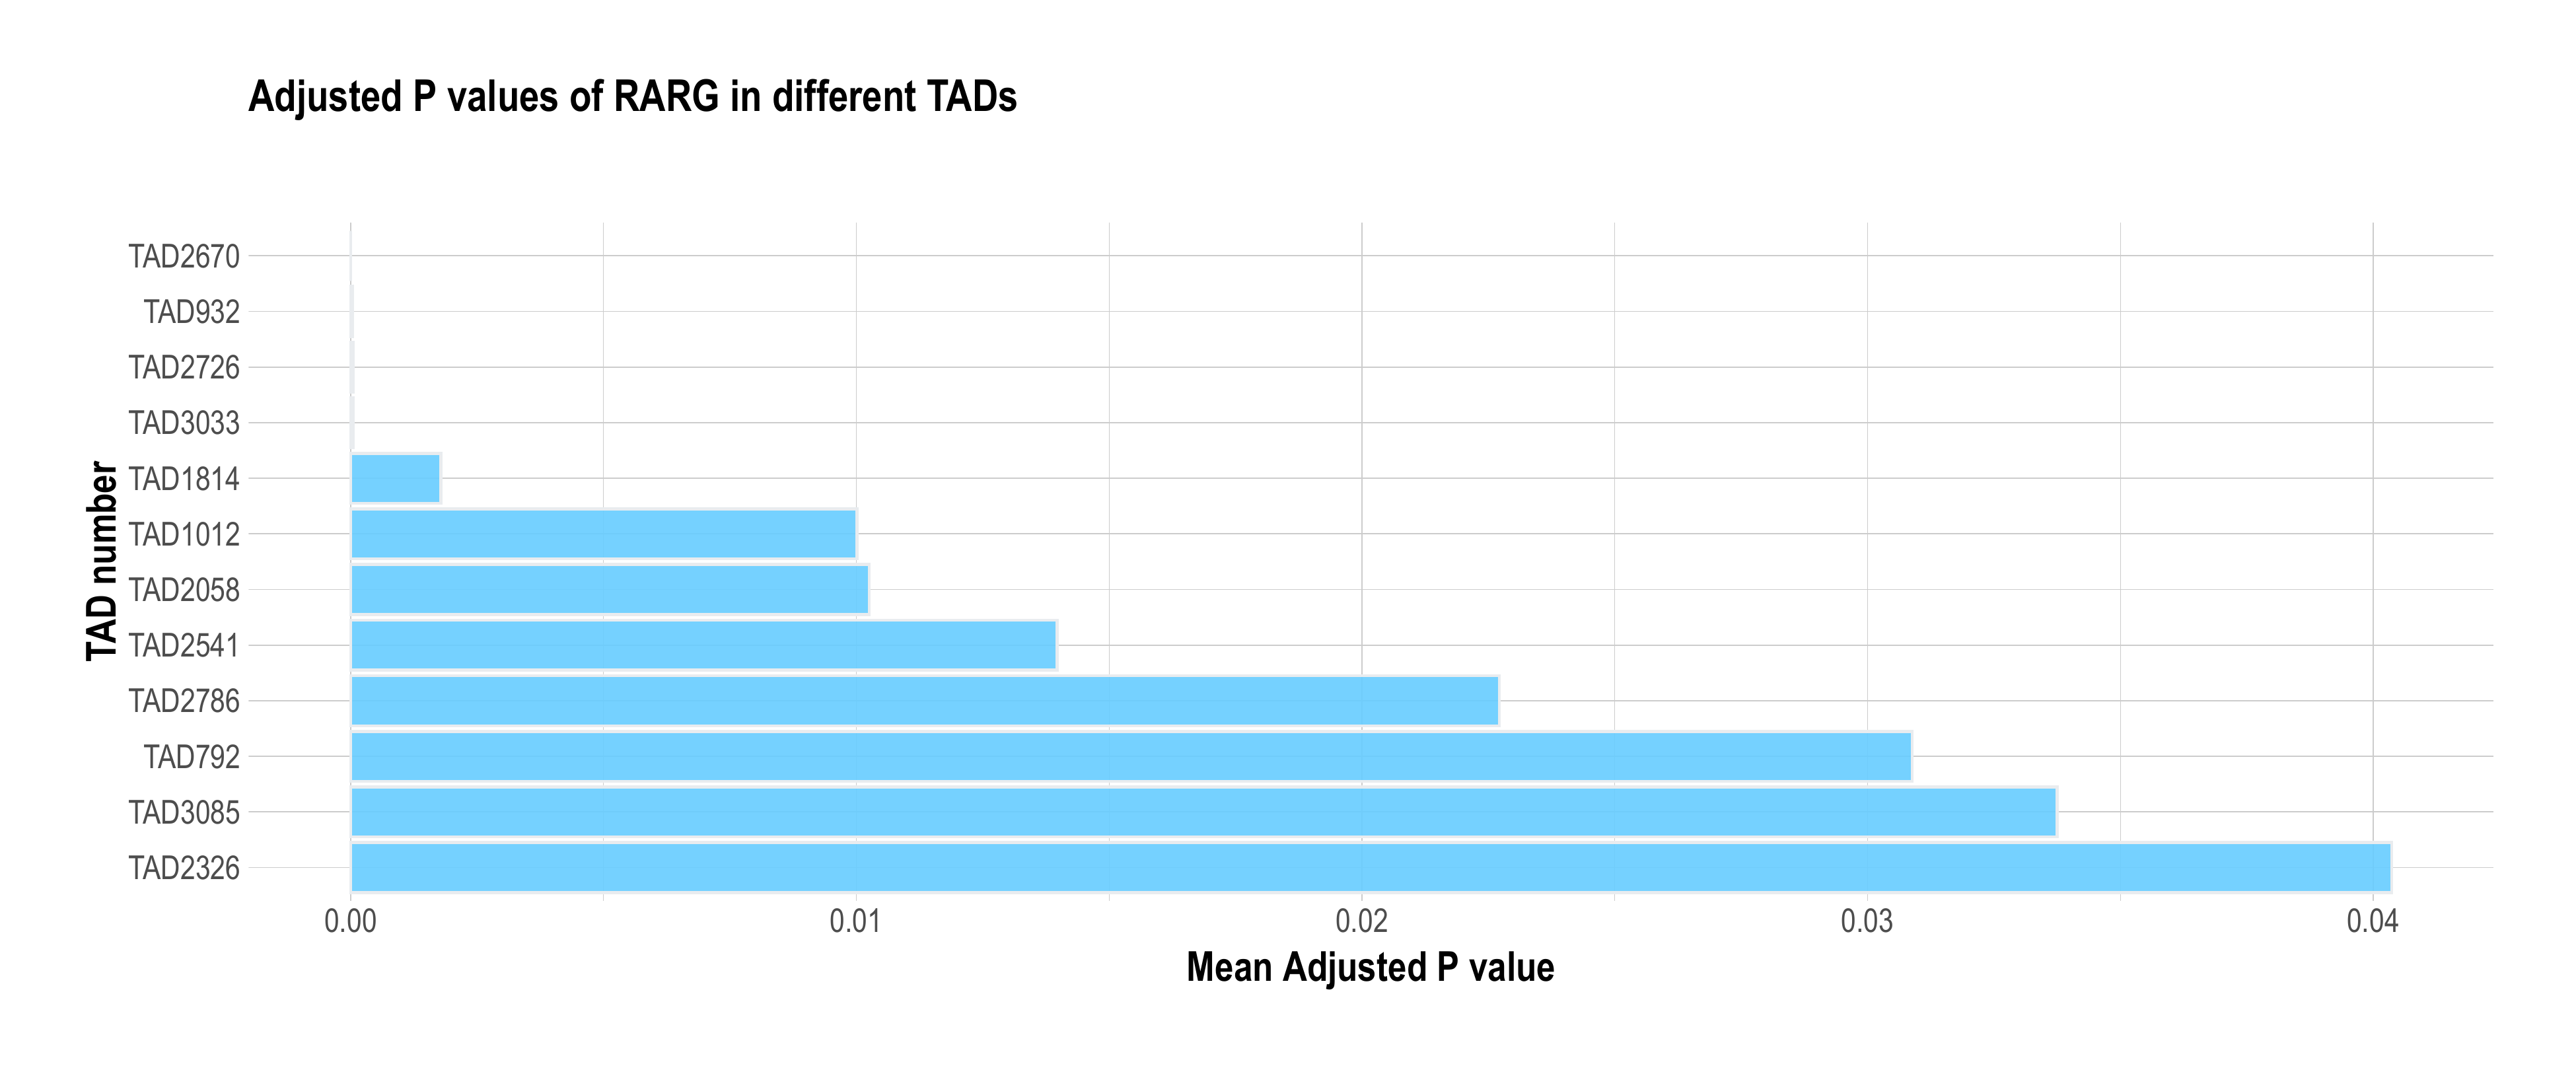 Adjusted P values of RARG in different TADs
TAD number
TAD2670
TAD932
TAD2726
TAD3033
TAD1814
TAD1012
TAD2058
TAD2541
TAD2786
TAD792
TAD3085
TAD2326
0.00 0.01 0.02 0.03 0.04
Mean Adjusted P value